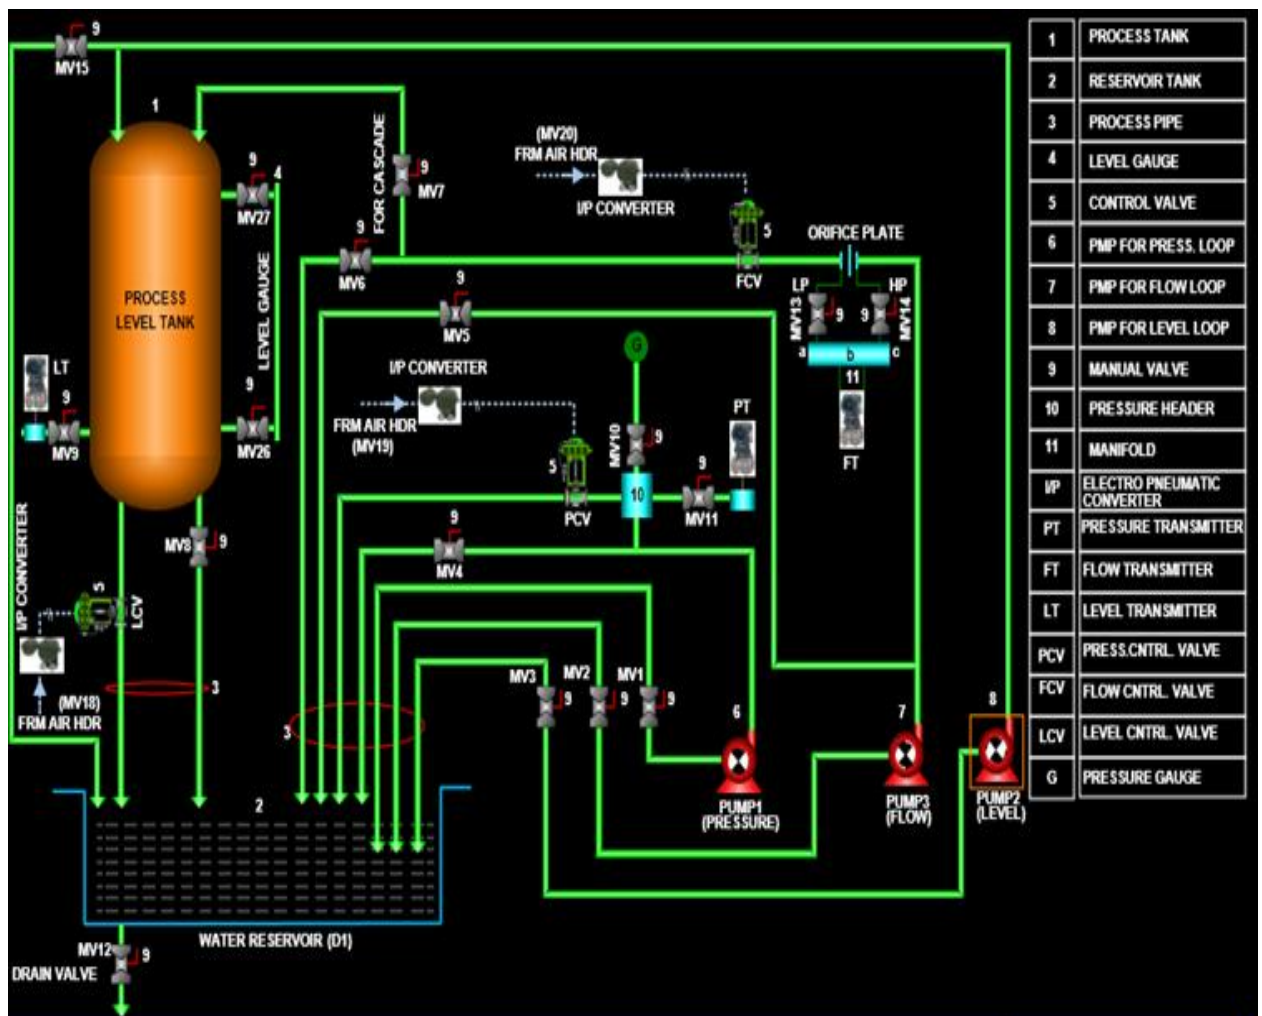 9
MV15
1
9
4
MV27
LEVEL GAUGE
PROCESS
LEVEL TANK
LT
9
MV9
9
MV26
FOR CASCADE
9
MV7
(MV20)
FRM AIR HDR
I/P CONVERTER
5
FCV
ORIFICE PLATE
LP
HP
MV13
9
9
MV14
a
b
c
11
FT
9
MV6
9
MV5
I/P CONVERTER
FRM AIR HDR
(MV19)
G
MV10
9
PT
5
PCV
10
9
MV11
9
MV4
I/P CONVERTER
MV8
9
5
LCV
(MV18)
FRM AIR HDR
3
3
MV3
9
MV2
9
MV1
9
6
PUMP1
(PRESSURE)
7
PUMP3
(FLOW)
8
PUMP2
(LEVEL)
2
WATER RESERVOIR (D1)
MV12
9
DRAIN VALVE
1 PROCESS TANK
2 RESERVOIR TANK
3 PROCESS PIPE
4 LEVEL GAUGE
5 CONTROL VALVE
6 PMP FOR PRESS. LOOP
7 PMP FOR FLOW LOOP
8 PMP FOR LEVEL LOOP
9 MANUAL VALVE
10 PRESSURE HEADER
11 MANIFOLD
I/P ELECTRO PNEUMATIC
CONVERTER
PT PRESSURE TRANSMITTER
FT FLOW TRANSMITTER
LT LEVEL TRANSMITTER
PCV PRESS.CNTRL. VALVE
FCV FLOW CNTRL. VALVE
LCV LEVEL CNTRL. VALVE
G PRESSURE GAUGE